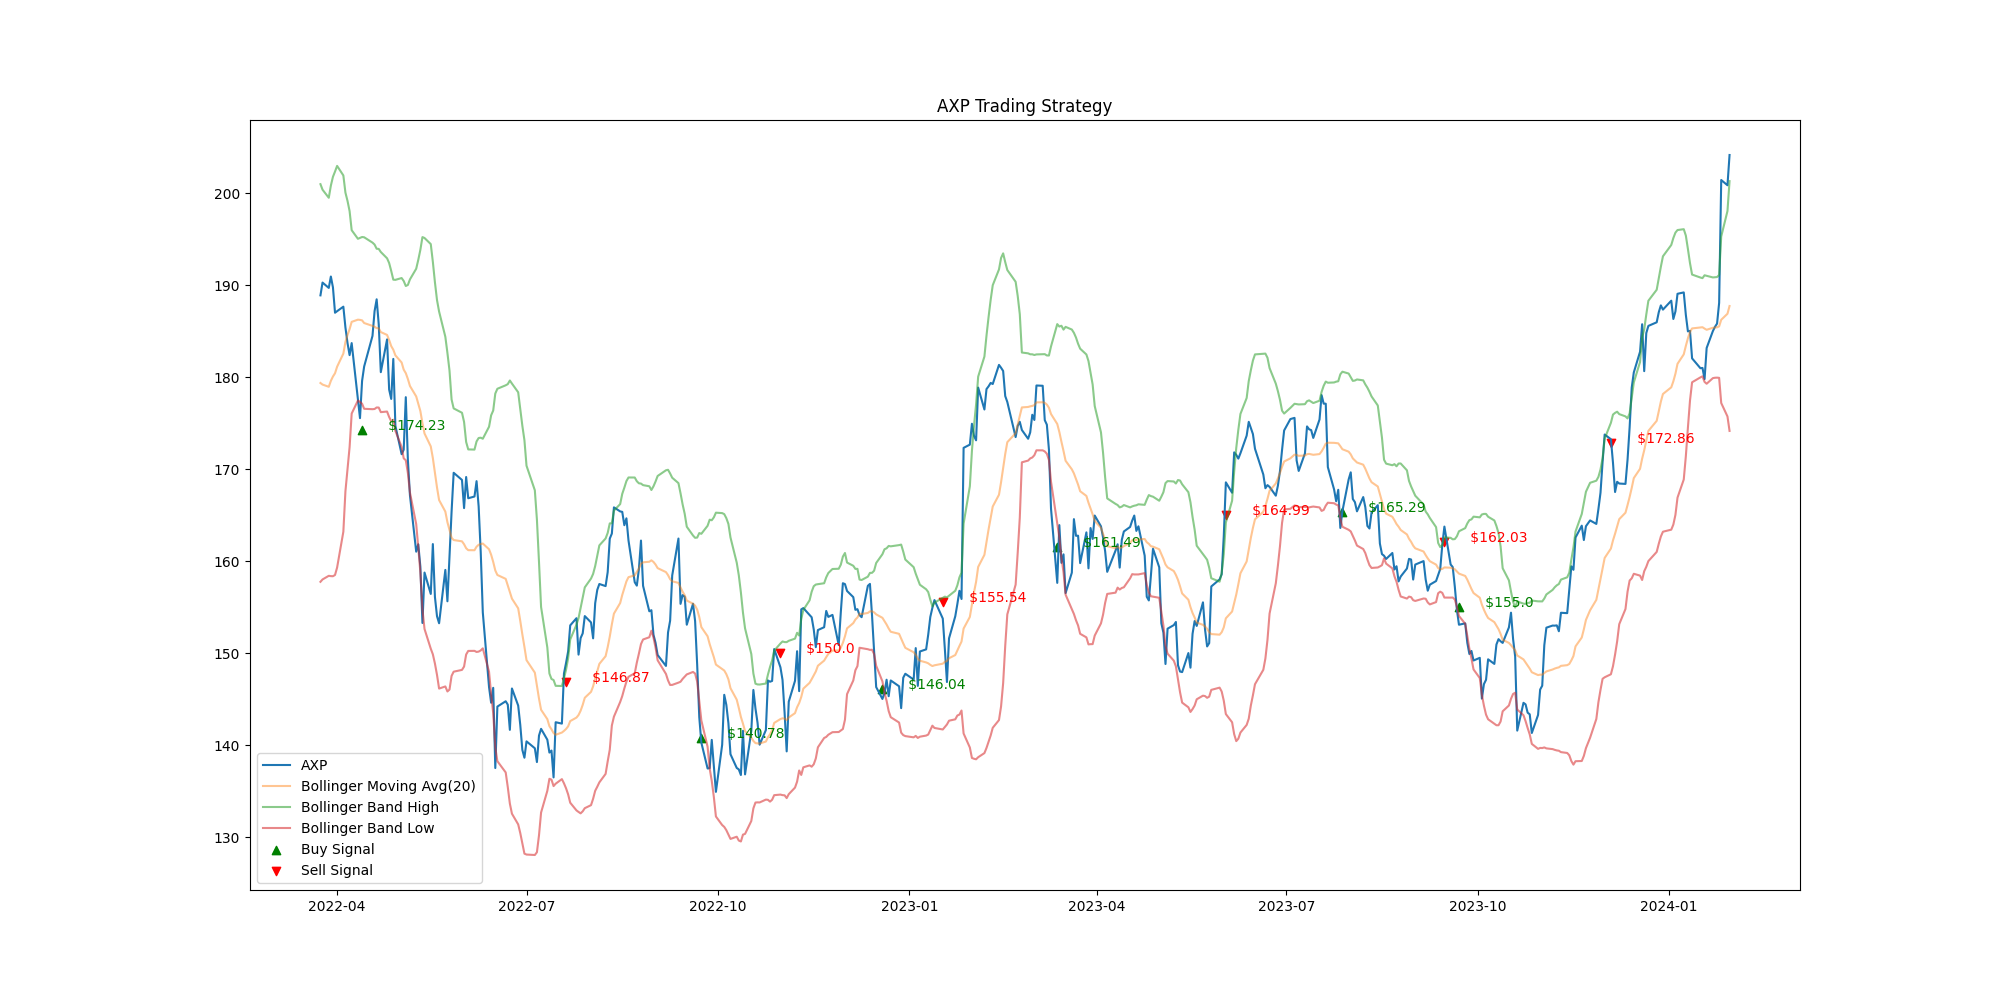 AXP Trading Strategy
200
190
180
170
160
150
140
130
$174.23
$146.87
$140.78
$150.0
$146.04
$155.54
$161.49
$164.99
$165.29
$162.03
$155.0
$172.86
AXP
Bollinger Moving Avg(20)
Bollinger Band High
Bollinger Band Low
Buy Signal
Sell Signal
2022-04 2022-07 2022-10 2023-01 2023-04 2023-07 2023-10 2024-01